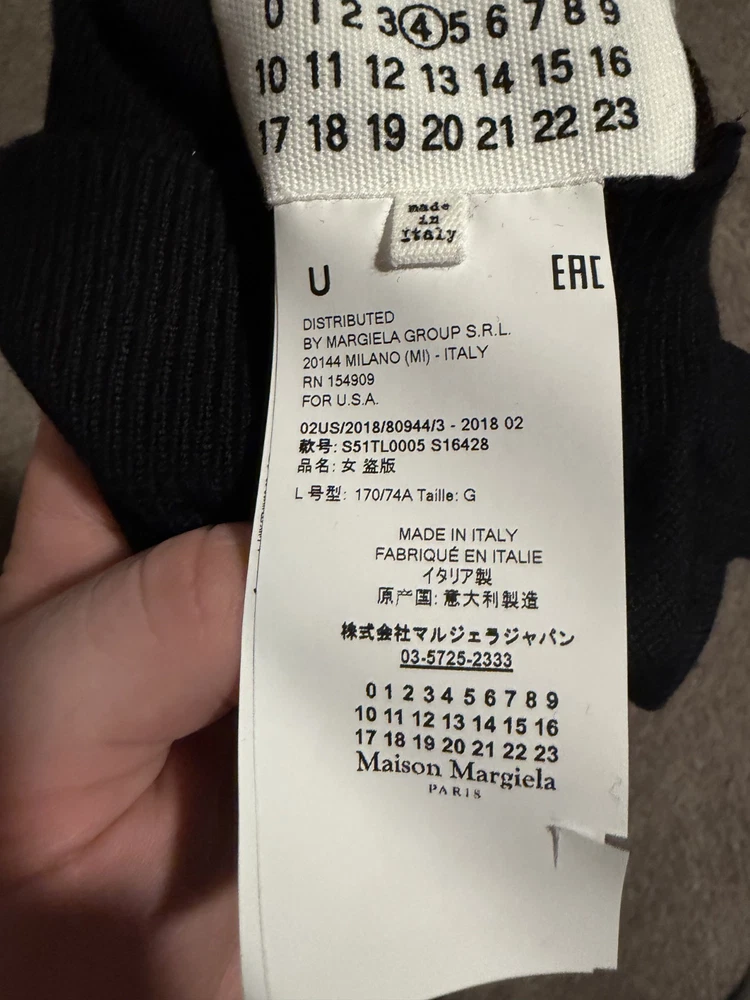 0 1 2 3 4 5 6 7 8 9
10 11 12 13 14 15 16
17 18 19 20 21 22 23
made
in
Italy
U
EAC
DISTRIBUTED
BY MARGIELA GROUP S.R.L.
20144 MILANO (MI) - ITALY
RN 154909
FOR U.S.A.
02US/2018/80944/3 - 2018 02
款号: S51TL0005 S16428
品名: 女 盗版
L 号型: 170/74A Taille: G
MADE IN ITALY
FABRIQUÉ EN ITALIE
イタリア製
原产国: 意大利製造
株式会社マルジェラジャパン
03-5725-2333
0 1 2 3 4 5 6 7 8 9
10 11 12 13 14 15 16
17 18 19 20 21 22 23
Maison Margiela
PARIS